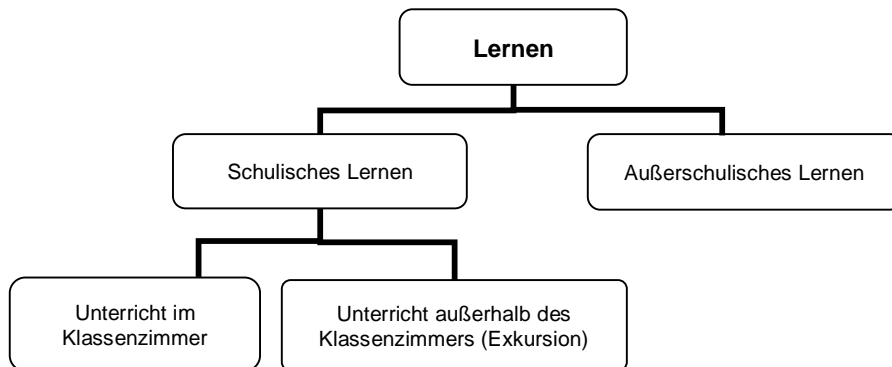 Lernen
Schulisches Lernen
Außerschulisches Lernen
Unterricht im
Klassenzimmer
Unterricht außerhalb des
Klassenzimmers (Exkursion)